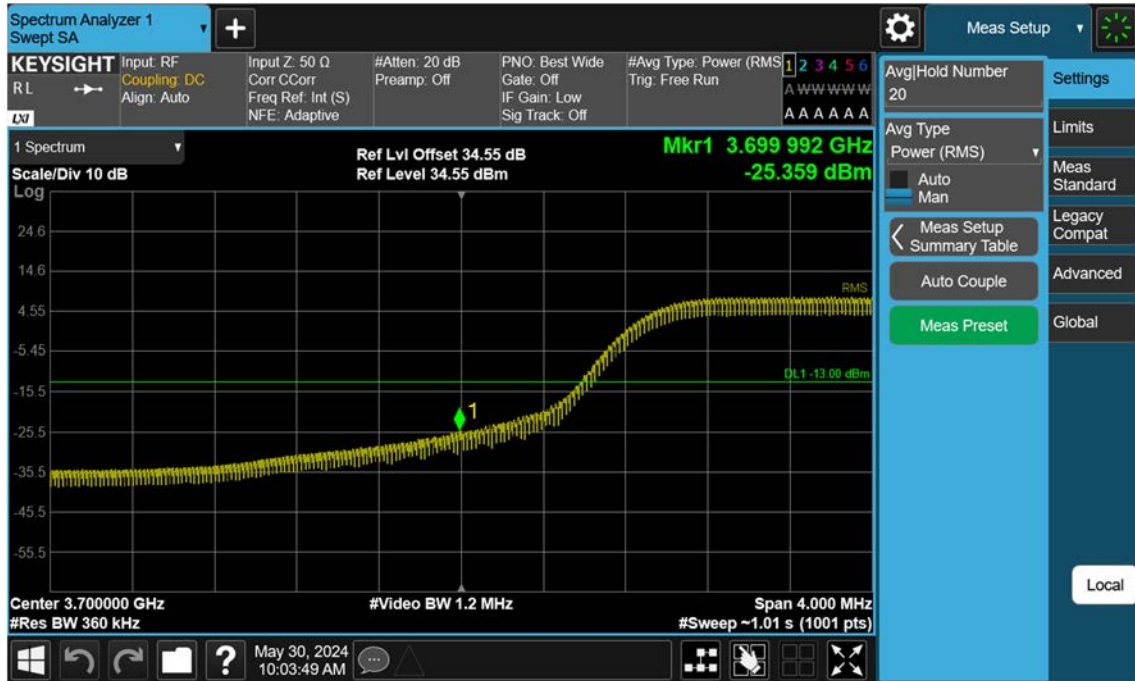 Spectrum Analyzer 1
Swept SA
+
Meas Setup
KEYSIGHT
R L
LXI
Input: RF
Coupling: DC
Align: Auto
Input Z: 50 Ω
Corr CCorr
Freq Ref: Int (S)
NFE: Adaptive
#Atten: 20 dB
Preamp: Off
PNO: Best Wide
Gate: Off
IF Gain: Low
Sig Track: Off
#Avg Type: Power (RMS
Trig: Free Run
1 2 3 4 5 6
A W W W W W
A A A A A A
1 Spectrum
Scale/Div 10 dB
Log
Ref Lvl Offset 34.55 dB
Ref Level 34.55 dBm
Mkr1 3.699 992 GHz
-25.359 dBm
24.6
14.6
4.55
-5.45
-15.5
-25.5
-35.5
-45.5
-55.5
RMS
DL1 -13.00 dBm
1
Center 3.700000 GHz
#Res BW 360 kHz
#Video BW 1.2 MHz
Span 4.000 MHz
#Sweep ~1.01 s (1001 pts)
Avg|Hold Number
20
Avg Type
Power (RMS)
Auto
Man
Meas Setup
Summary Table
Auto Couple
Meas Preset
Settings
Limits
Meas
Standard
Legacy
Compat
Advanced
Global
Local
?
May 30, 2024
10:03:49 AM